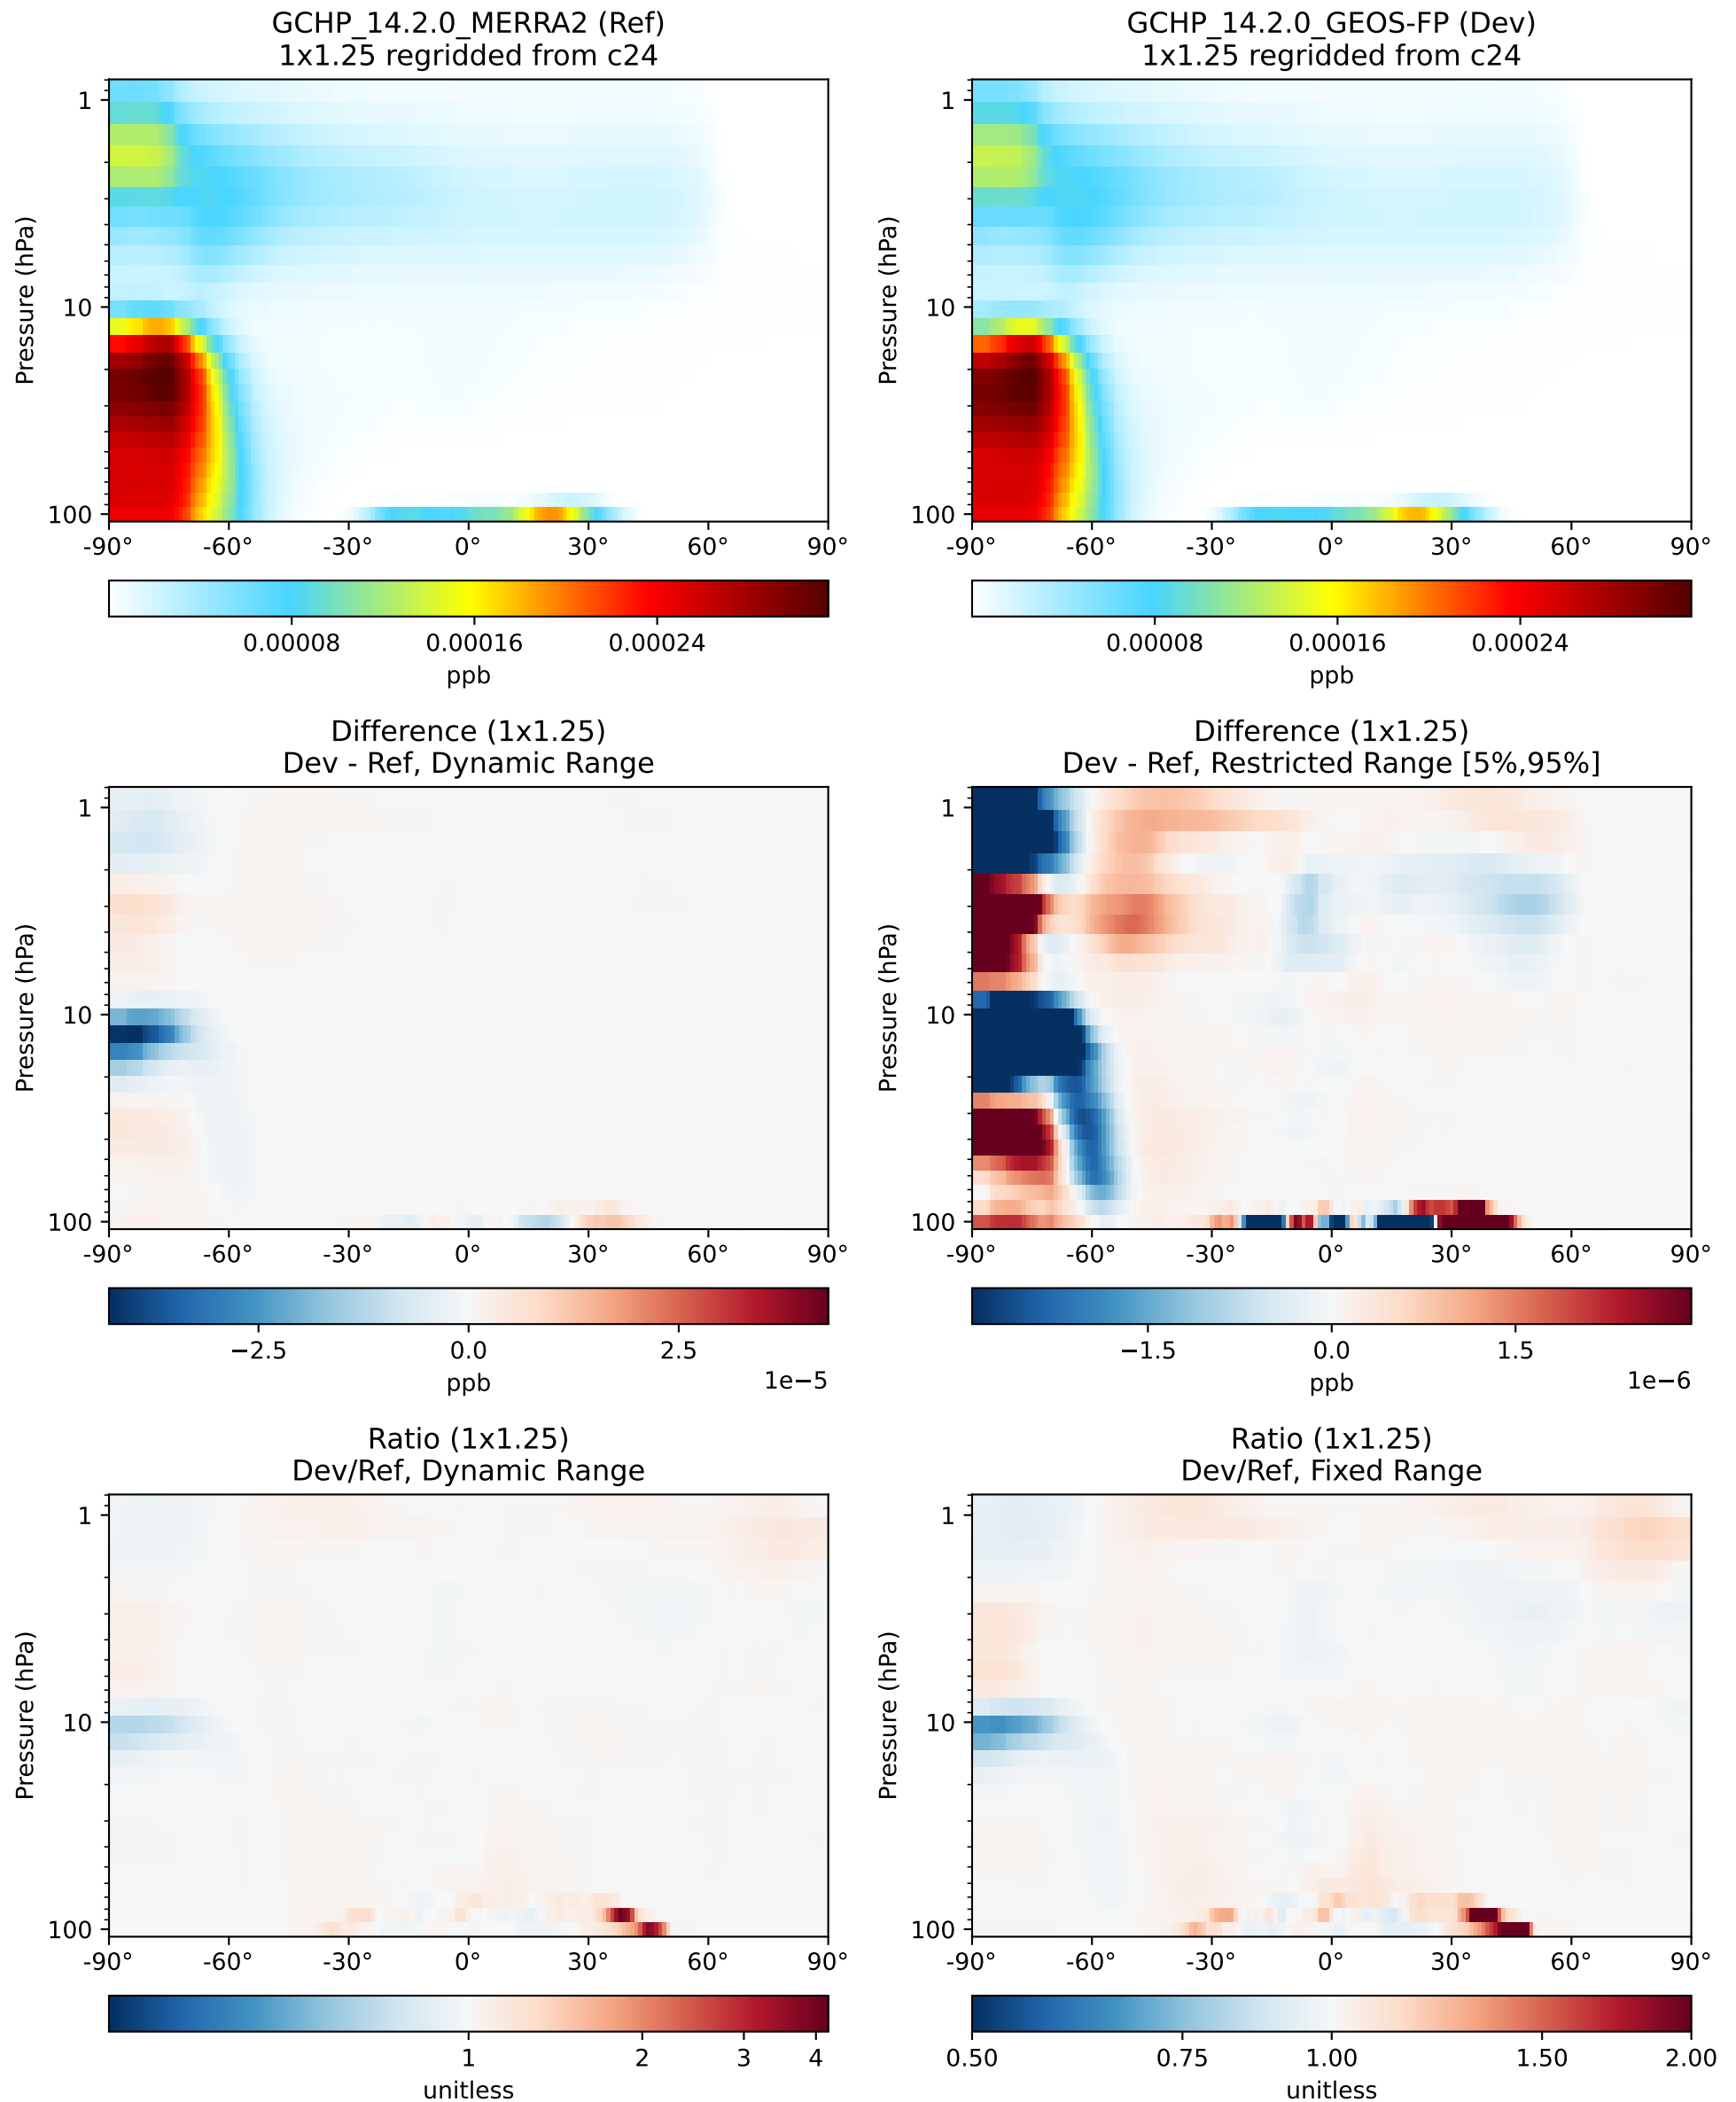 GCHP_14.2.0_MERRA2 (Ref)
1x1.25 regridded from c24
Pressure (hPa)
1
10
100
-90° -60° -30° 0° 30° 60° 90°
0.00008 0.00016 0.00024
ppb
GCHP_14.2.0_GEOS-FP (Dev)
1x1.25 regridded from c24
Pressure (hPa)
1
10
100
-90° -60° -30° 0° 30° 60° 90°
0.00008 0.00016 0.00024
ppb
Difference (1x1.25)
Dev - Ref, Dynamic Range
Pressure (hPa)
1
10
100
-90° -60° -30° 0° 30° 60° 90°
−2.5 0.0 2.5
ppb 1e−5
Difference (1x1.25)
Dev - Ref, Restricted Range [5%,95%]
Pressure (hPa)
1
10
100
-90° -60° -30° 0° 30° 60° 90°
−1.5 0.0 1.5
ppb 1e−6
Ratio (1x1.25)
Dev/Ref, Dynamic Range
Pressure (hPa)
1
10
100
-90° -60° -30° 0° 30° 60° 90°
1 2 3 4
unitless
Ratio (1x1.25)
Dev/Ref, Fixed Range
Pressure (hPa)
1
10
100
-90° -60° -30° 0° 30° 60° 90°
0.50 0.75 1.00 1.50 2.00
unitless